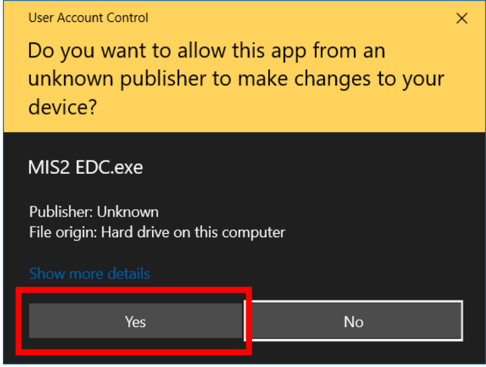 User Account Control
Do you want to allow this app from an
unknown publisher to make changes to your
device?
MIS2 EDC.exe
Publisher: Unknown
File origin: Hard drive on this computer
Show more details
Yes
No